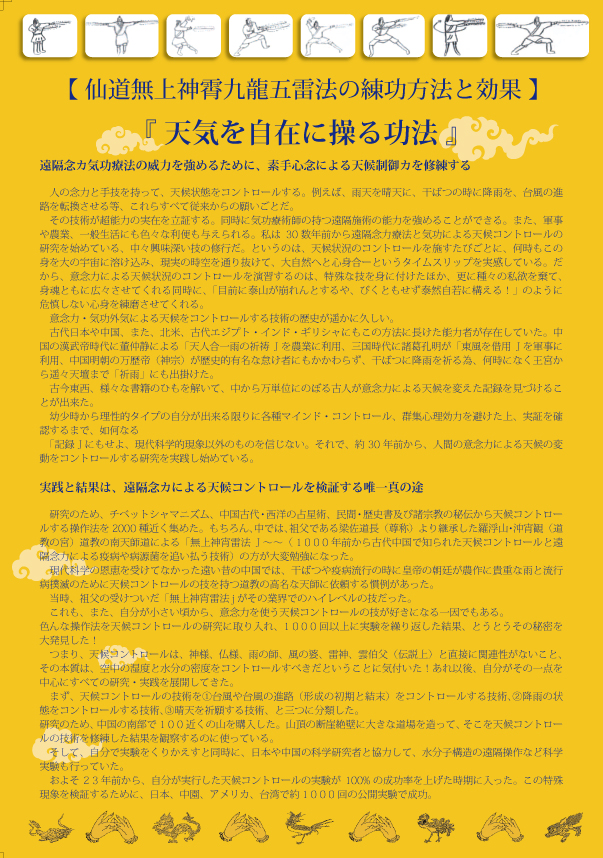 【 仙道無上神霄九龍五雷法の練功方法と効果 】
『 天気を自在に操る功法 』
遠隔念力気功療法の威力を強めるために、素手心念による天候制御力を修練する
人の念力と手技を持って、天候状態をコントロールする。例えば、雨天を晴天に、干ばつの時に降雨を、台風の進
路を転換させる等、これらすべて従来からの願いごとだ。
その技術が超能力の実在を立証する。同時に気功療術師の持つ遠隔施術の能力を強めることができる。また、軍事
や農業、一般生活にも色々な利便も与えられる。私は 30 数年前から遠隔念力療法と気功による天候コントロールの
研究を始めている、中々興味深い技の修行だ。というのは、天候状況のコントロールを施すたびごとに、何時もこの
身を大の宇宙に溶け込み、現実の時空を通り抜けて、大自然へと心身合一というタイムスリップを実感している。だ
から、意念力による天候状況のコントロールを演習するのは、特殊な技を身に付けたほか、更に種々の私欲を棄て、
身魂ともに広々させてくれる同時に、「目前に泰山が崩れんとするや、びくともせず泰然自若に構える！」のように
危慎しない心身を練磨させてくれる。
意念力・気功外気による天候をコントロールする技術の歴史が遥かに久しい。
古代日本や中国、また、北米、古代エジプト・インド・ギリシャにもこの方法に長けた能力者が存在していた。中
国の漢武帝時代に董仲静による「天人合一雨の祈祷 」を農業に利用、三国時代に諸葛孔明が「東風を借用 」を軍事に
利用、中国明朝の万歴帝（神宗）が歴史的有名な怠け者にもかかわらず、干ばつに降雨を祈る為、何時になく王宮か
ら遥々天壇まで「祈雨」にも出掛けた。
古今東西、様々な書籍のひもを解いて、中から万単位にのぼる古人が意念力による天候を変えた記録を見づけるこ
とが出来た。
幼少時から理性的タイプの自分が出来る限りに各種マインド・コントロール、群集心理効力を避けた上、実証を確
認するまで、如何なる
「記録 」にもせよ、現代科学的現象以外のものを信じない。それで、約 30 年前から、人間の意念力による天候の変
動をコントロールする研究を実践し始めている。
実践と結果は、遠隔念力による天候コントロールを検証する唯一真の途
研究のため、チベットシャマニズム、中国古代・西洋の占星術、民間・歴史書及び諸宗教の秘伝から天候コントロー
ルする操作法を 2000 種近く集めた。もちろん、中では、祖父である梁佐道長（尊称）より継承した羅浮山・沖宵観（道
教の宮）道教の南天師道による「無上神宵雷法 」～～（１０００年前から古代中国で知られた天候コントロールと遠
隔念力による疫病や病源菌を追い払う技術）の方が大変勉強になった。
現代科学の恩恵を受けてなかった遠い昔の中国では、干ばつや疫病流行の時に皇帝の朝廷が農作に貴重な雨と流行
病撲滅のために天候コントロールの技を持つ道教の高名な天師に依頼する慣例があった。
当時、祖父の受けついだ「無上神宵雷法」がその業界でのハイレベルの技だった。
これも、また、自分が小さい頃から、意念力を使う天候コントロールの技が好きになる一因でもある。
色んな操作法を天候コントロールの研究に取り入れ、１０００回以上に実験を繰り返した結果、とうとうその秘密を
大発見した！
つまり、天候コントロールは、神様、仏様、雨の師、風の婆、雷神、雲伯父（伝説上）と直接に関連性がないこと、
その本質は、空中の湿度と水分の密度をコントロールすべきだということに気付いた！あれ以後、自分がその一点を
中心にすべての研究・実践を展開してきた。
まず、天候コントロールの技術を①台風や台風の進路（形成の初期と結末）をコントロールする技術、②降雨の状
態をコントロールする技術、③晴天を祈願する技術、と三つに分類した。
研究のため、中国の南部で１００近くの山を購入した。山頂の断崖絶壁に大きな道場を造って、そこを天候コントロー
ルの技術を修練した結果を観察するのに使っている。
そして、自分で実験をくりかえすと同時に、日本や中国の科学研究者と協力して、水分子構造の遠隔操作など科学
実験も行っていた。
およそ ２３年前から、自分が実行した天候コントロールの実験が 100% の成功率を上げた時期に入った。この特殊
現象を検証するために、日本、中国、アメリカ、台湾で約１０００回の公開実験で成功。